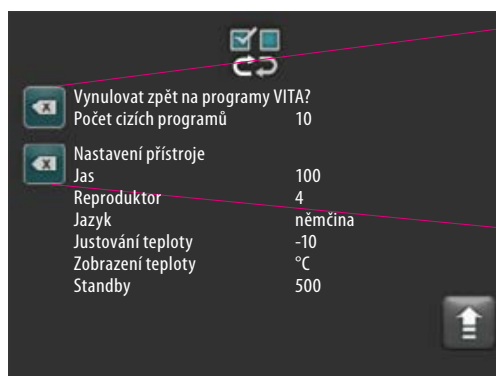 Vynulovat zpět na programy VITA?
Počet cizích programů 10
Nastavení přístroje
Jas 100
Reproduktor 4
Jazyk němčina
Justování teploty -10
Zobrazení teploty °C
Standby 500